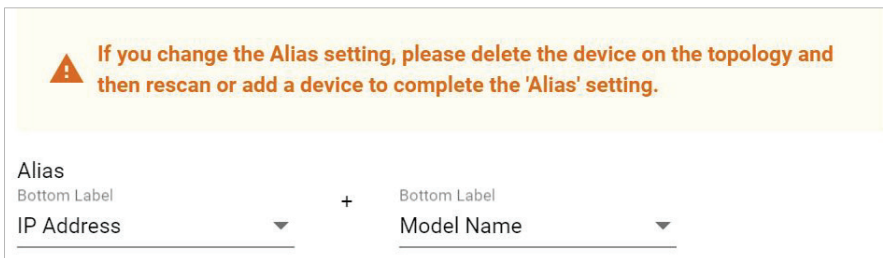 If you change the Alias setting, please delete the device on the topology and
then rescan or add a device to complete the 'Alias' setting.
Alias
Bottom Label
IP Address
+
Bottom Label
Model Name